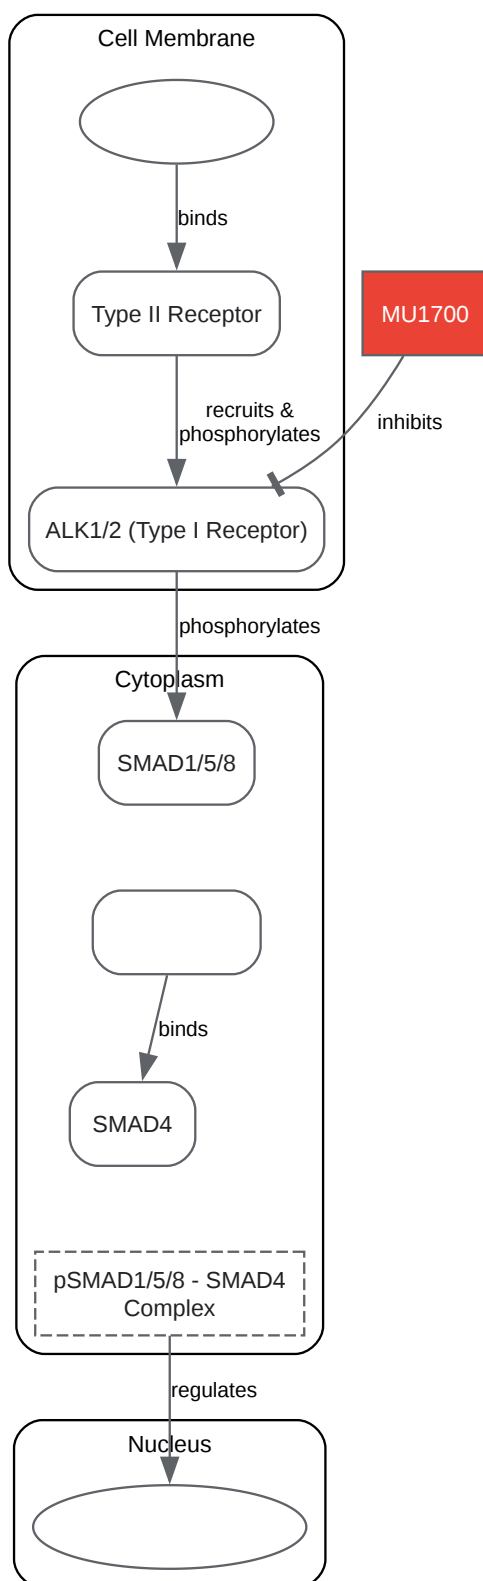 Cell Membrane
binds
Type II Receptor
MU1700
recruits &
phosphorylates
inhibits
ALK1/2 (Type I Receptor)
phosphorylates
Cytoplasm
SMAD1/5/8
binds
SMAD4
pSMAD1/5/8 - SMAD4
Complex
regulates
Nucleus